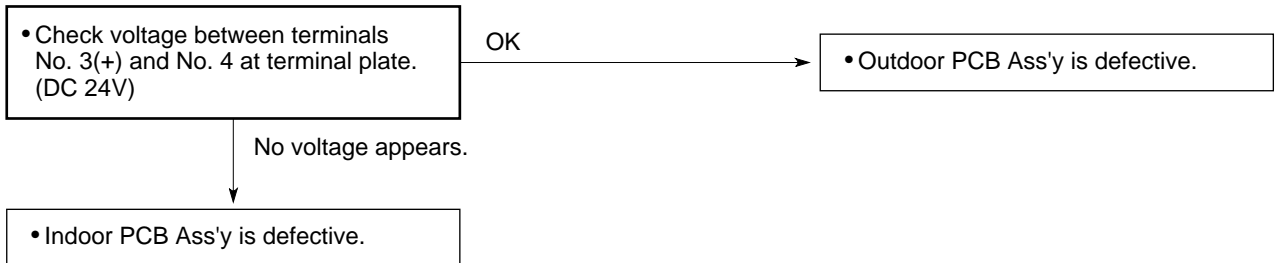 • Check voltage between terminals
No. 3(+) and No. 4 at terminal plate.
(DC 24V)
OK
• Outdoor PCB Ass'y is defective.
No voltage appears.
• Indoor PCB Ass'y is defective.